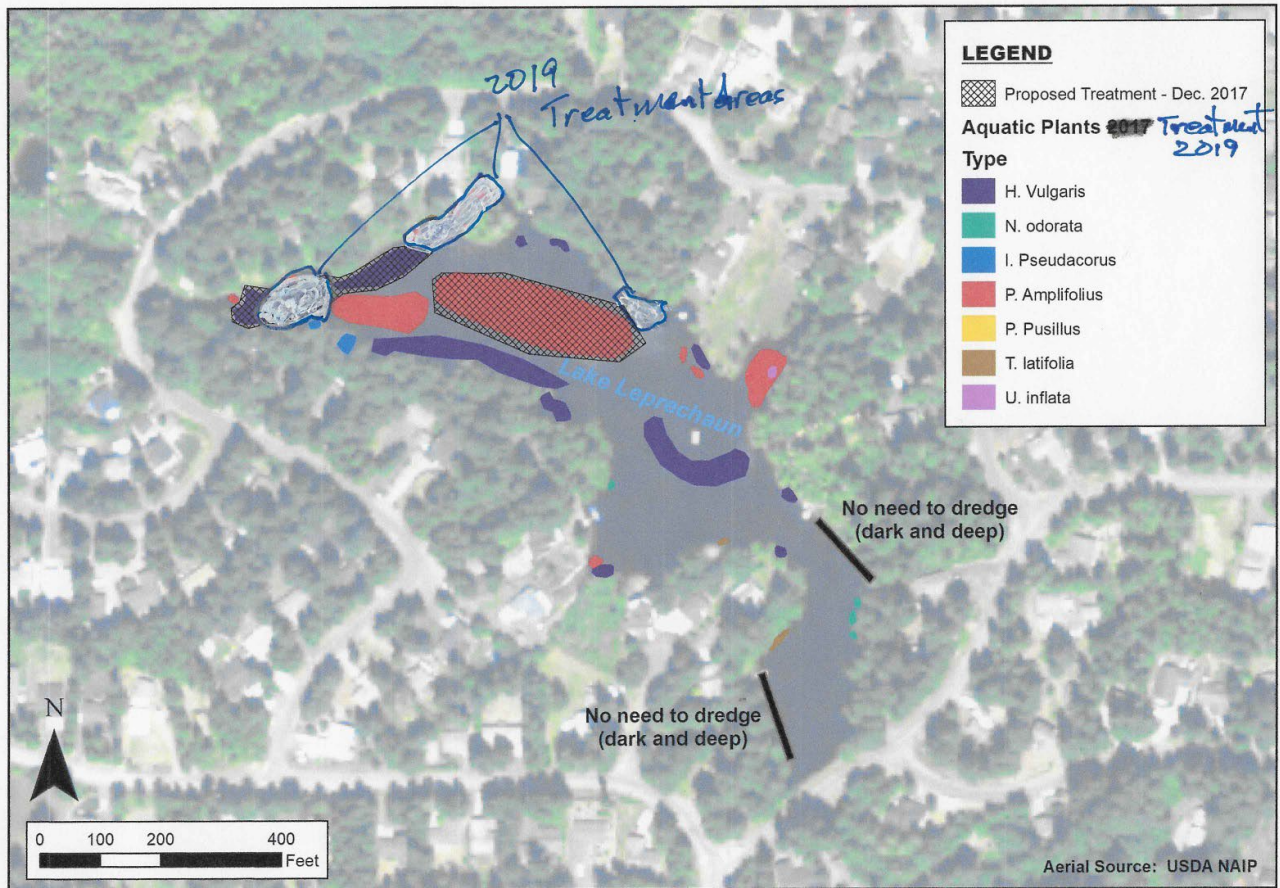 2019
Treatment Areas
LEGEND
Proposed Treatment - Dec. 2017
Aquatic Plants 2017 Treatment
2019
Type
H. Vulgaris
N. odorata
I. Pseudacorus
P. Amplifolius
P. Pusillus
T. latifolia
U. inflata
Lake Leprechaun
No need to dredge
(dark and deep)
No need to dredge
(dark and deep)
N
0 100 200 400
Feet
Aerial Source: USDA NAIP